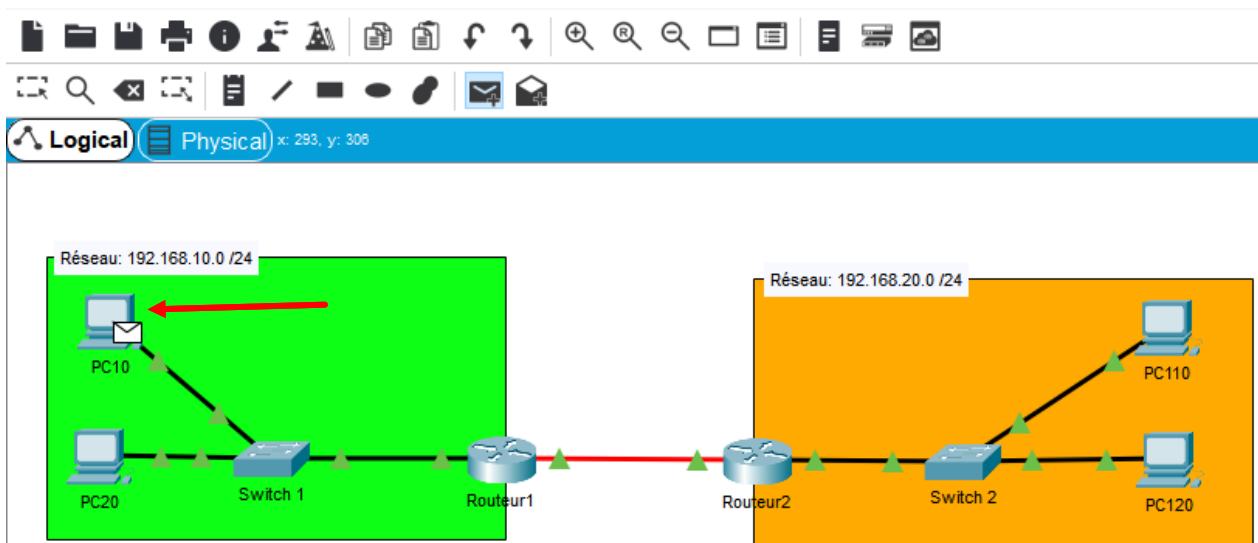 Logical
Physical
x: 293, y: 306
Réseau: 192.168.10.0 /24
Réseau: 192.168.20.0 /24
PC10
PC110
PC20
Switch 1
Routeur1
Routeur2
Switch 2
PC120